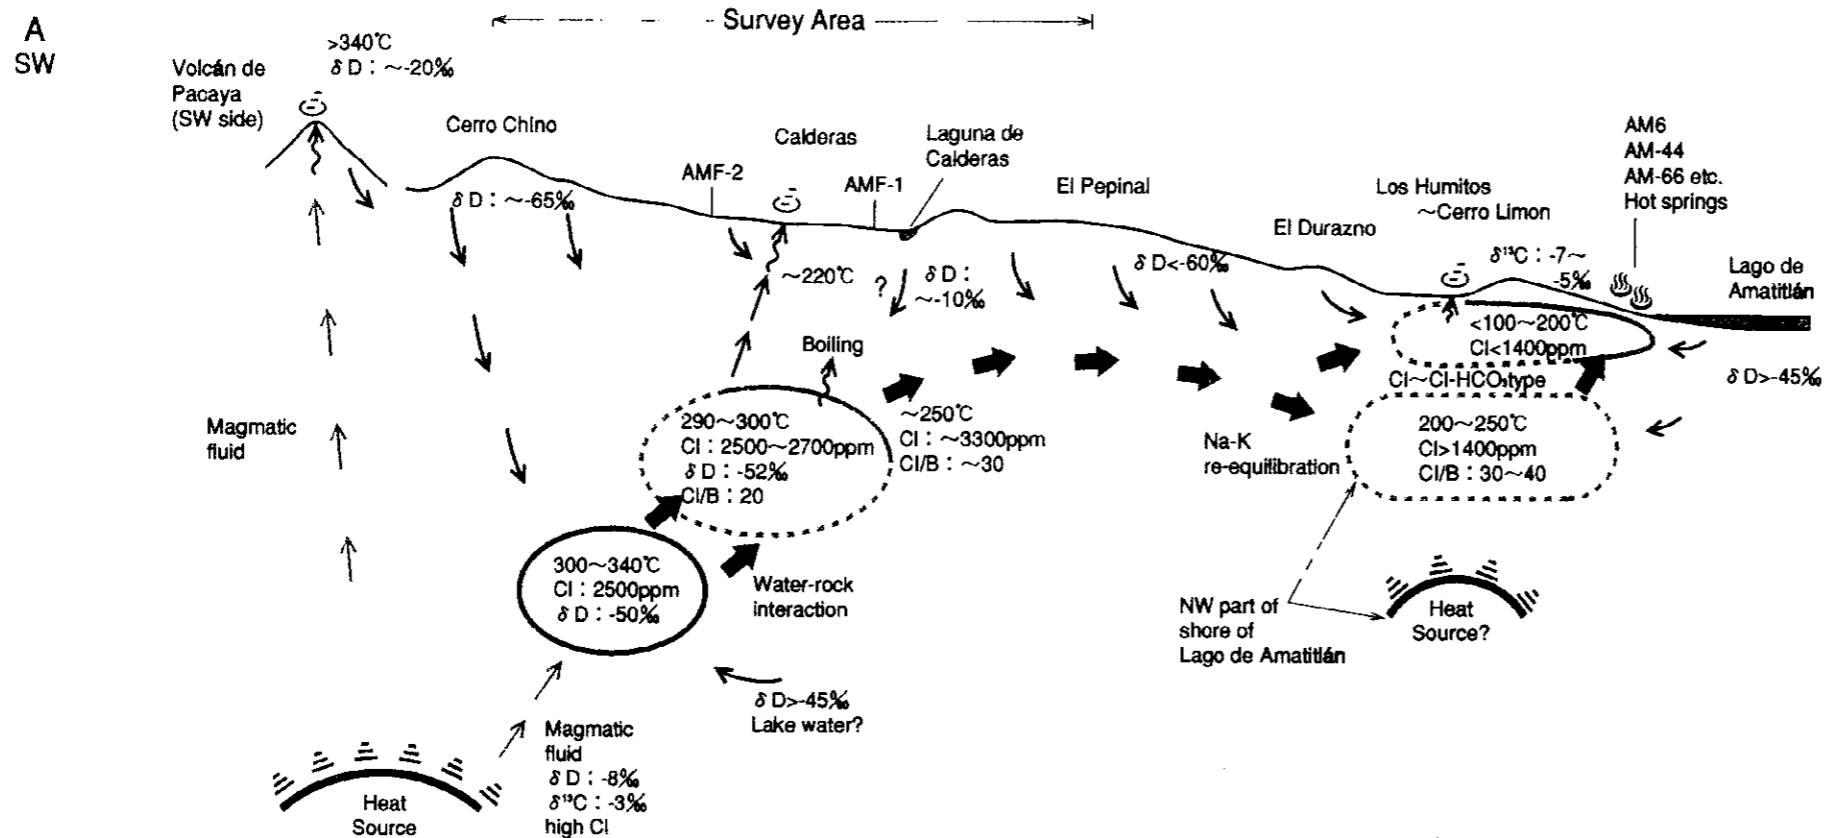 A
SW
Survey Area
>340℃
δD：～-20‰
Volcán de
Pacaya
(SW side)
Cerro Chino
Calderas
Laguna de
Calderas
AMF-2
AMF-1
El Pepinal
Los Humitos
～Cerro Limon
El Durazno
AM6
AM-44
AM-66 etc.
Hot springs
Lago de
Amatitlán
δD：～-65‰
～220℃
?
δD：
～-10‰
δD<-60‰
δ¹³C：-7～
-5‰
<100～200℃
Cl<1400ppm
Cl～Cl-HCO₃type
δD>-45‰
Boiling
290～300℃
Cl：2500～2700ppm
δD：-52‰
Cl/B：20
～250℃
Cl：～3300ppm
Cl/B：～30
Na-K
re-equilibration
200～250℃
Cl>1400ppm
Cl/B：30～40
Magmatic
fluid
300～340℃
Cl：2500ppm
δD：-50‰
Water-rock
interaction
NW part of
shore of
Lago de Amatitlán
Heat
Source?
δD>-45‰
Lake water?
Magmatic
fluid
δD：-8‰
δ¹³C：-3‰
high Cl
Heat
Source